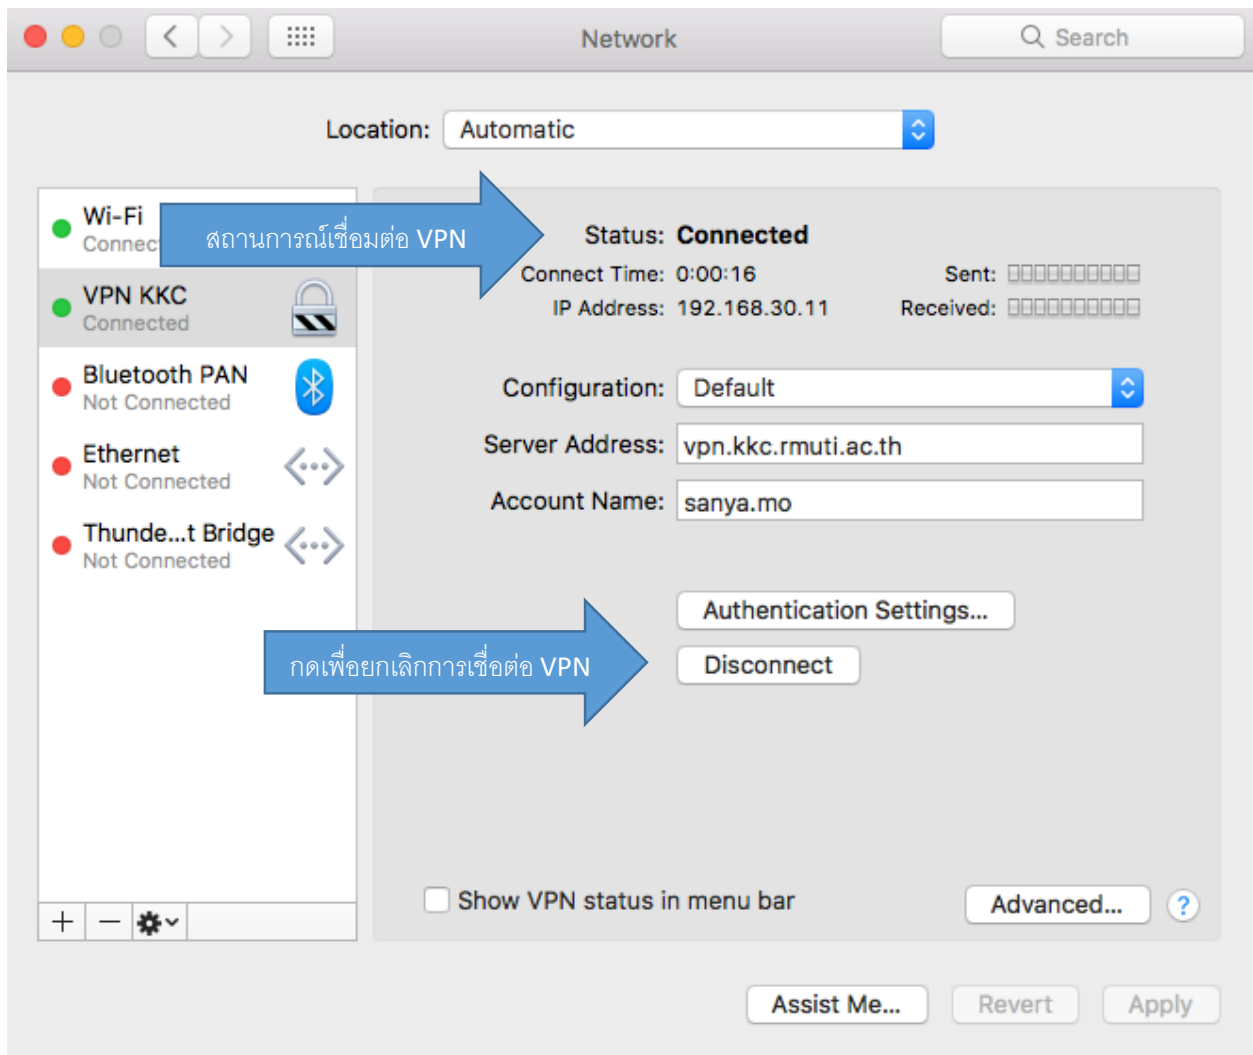 Network
Search
Location: Automatic
Wi-Fi
Connec
สถานการณ์เชื่อมต่อ VPN
Status: Connected
Connect Time: 0:00:16
Sent:
IP Address: 192.168.30.11
Received:
VPN KKC
Connected
Bluetooth PAN
Not Connected
Ethernet
Not Connected
Thunde...t Bridge
Not Connected
Configuration: Default
Server Address: vpn.kkc.rmuti.ac.th
Account Name: sanya.mo
Authentication Settings...
กดเพื่อยกเลิกการเชื่อต่อ VPN
Disconnect
Show VPN status in menu bar
Advanced...
?
Assist Me...
Revert
Apply